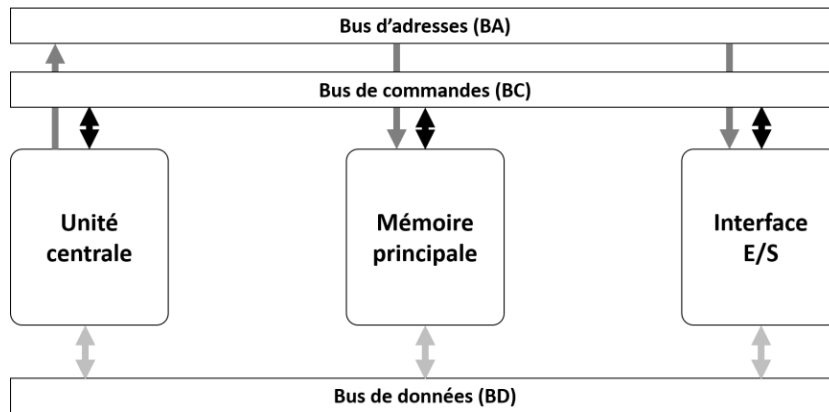 Bus d’adresses (BA)
Bus de commandes (BC)
Unité
centrale
Mémoire
principale
Interface
E/S
Bus de données (BD)